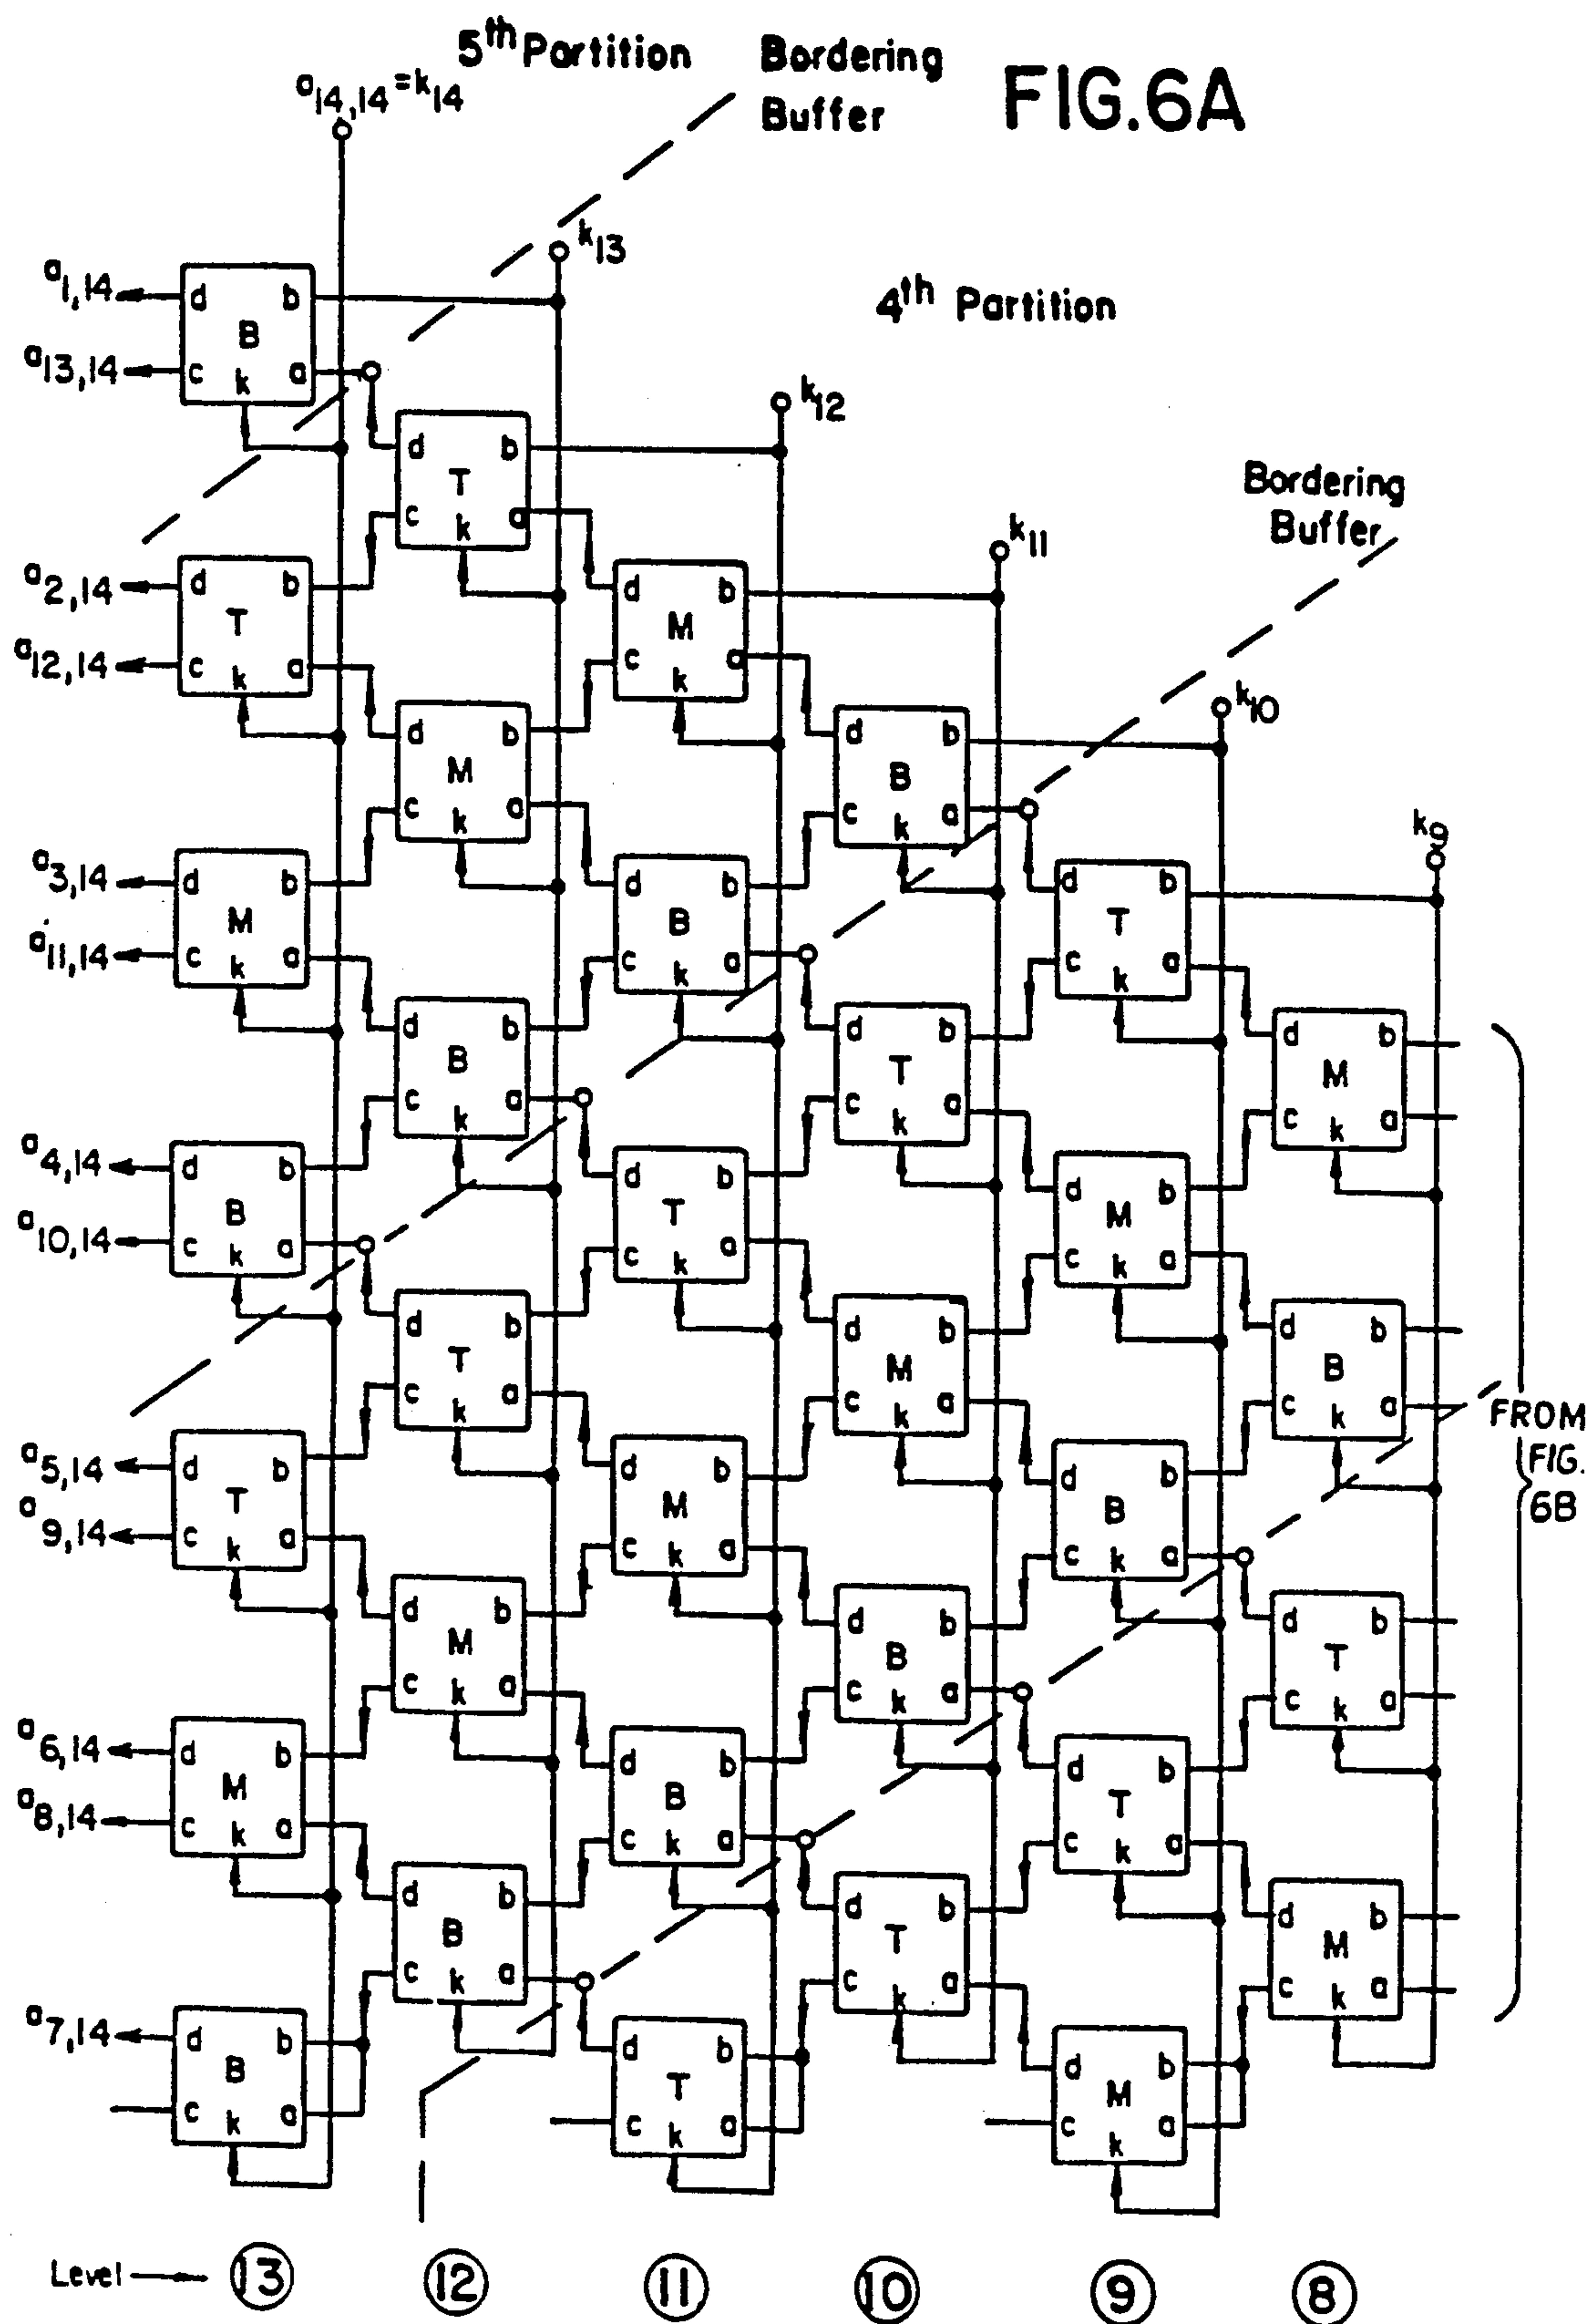 5th Partition Bordering Buffer FIG.6A
a14,14 = k14
k13
4th Partition
a1,14 d b B
a13,14 c k a
k12
d b
T
c k a
Bordering
Buffer
k11
a2,14 d b
T
a12,14 c k a
d b
M
c k a
k10
d b
M
c k a
d b
B
c k a
k9
a3,14 d b
M
a11,14 c k a
d b
B
c k a
d b
T
c k a
d b
B
c k a
d b
T
c k a
d b
M
c k a
a4,14 d b
B
a10,14 c k a
d b
T
c k a
d b
M
c k a
d b
T
c k a
d b
M
c k a
d b
B
c k a
FROM
FIG.
6B
a5,14 d b
T
a9,14 c k a
d b
M
c k a
d b
B
c k a
d b
M
c k a
d b
B
c k a
d b
T
c k a
a6,14 d b
M
a8,14 c k a
d b
B
c k a
d b
T
c k a
d b
B
c k a
d b
T
c k a
d b
M
c k a
a7,14 d b
B
c k a
d b
T
c k a
d b
M
c k a
Level 13 12 11 10 9 8